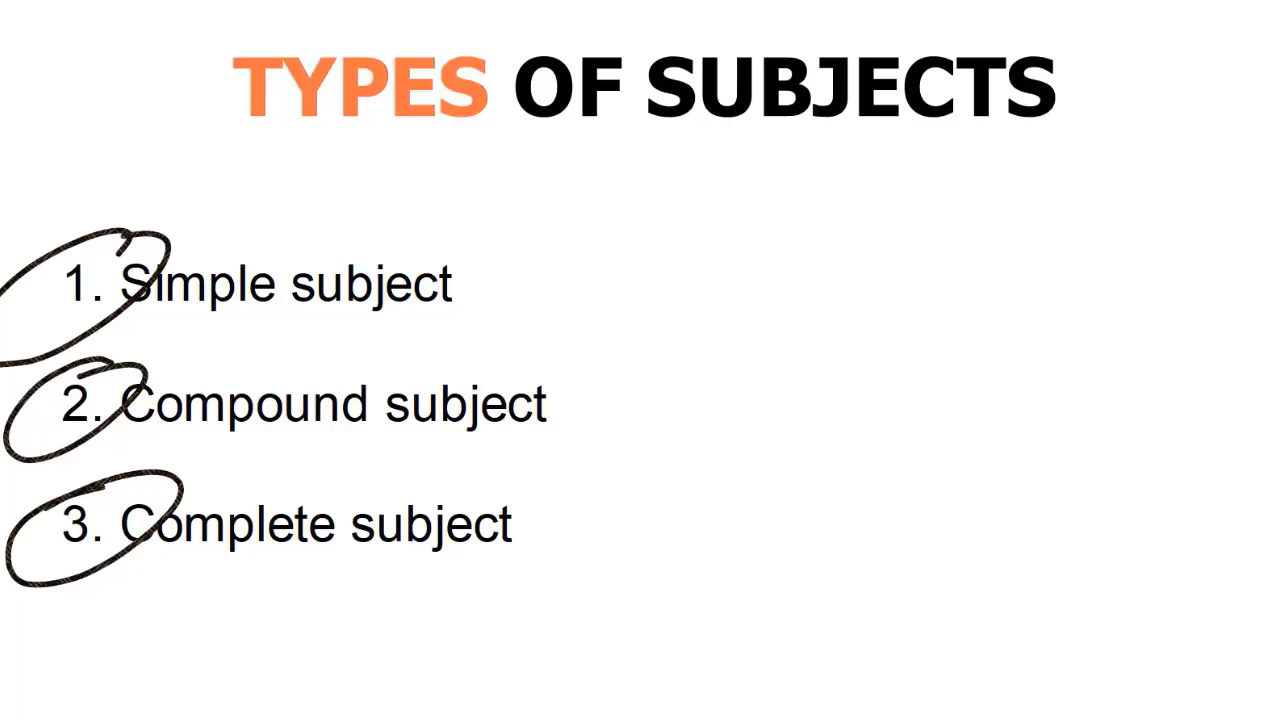 TYPES OF SUBJECTS
1. Simple subject
2. Compound subject
3. Complete subject